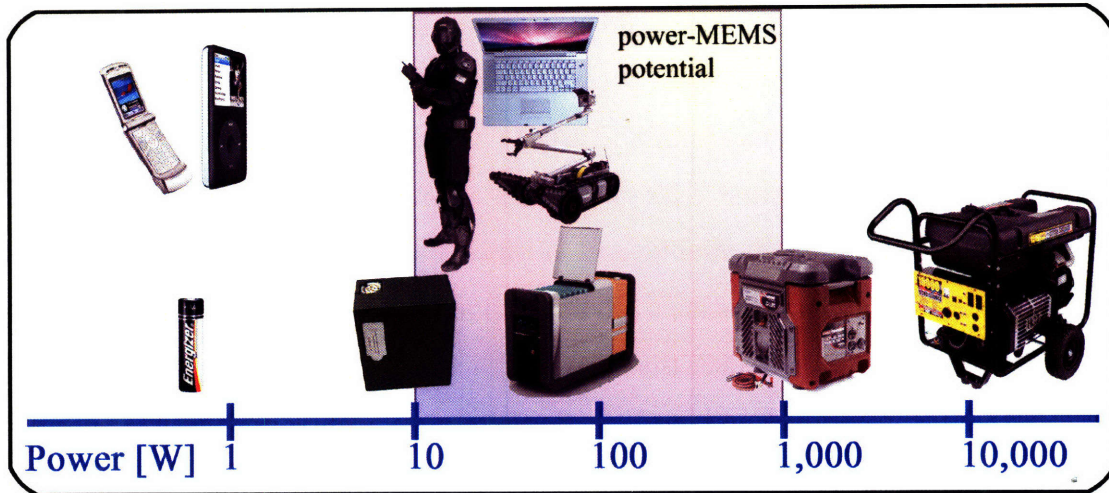 power-MEMS
potential
Energizer
Power [W]
1
10
100
1,000
10,000